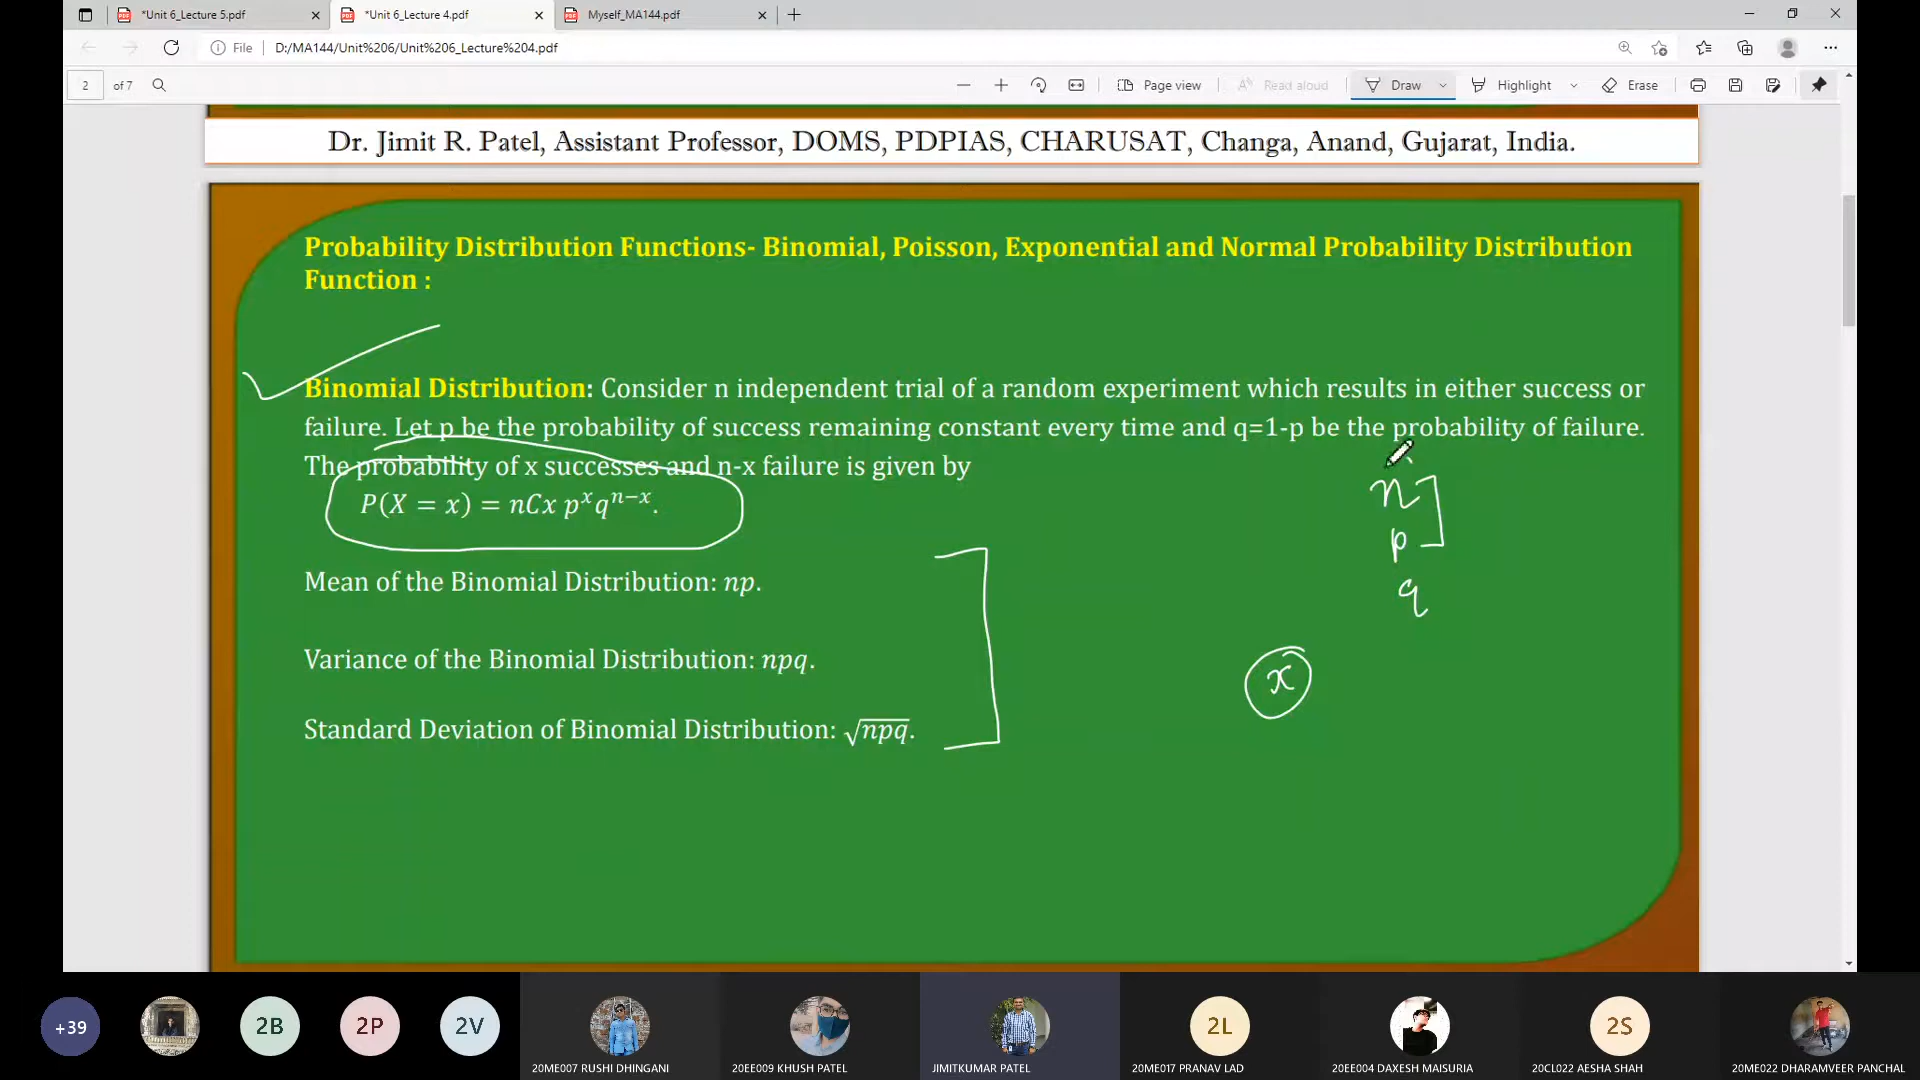 *Unit 6_Lecture 5.pdf
*Unit 6_Lecture 4.pdf
Myself_MA144.pdf
File D:/MA144/Unit%206/Unit%206_Lecture%204.pdf
2 of 7
Page view
Read aloud
Draw
Highlight
Erase
Dr. Jimit R. Patel, Assistant Professor, DOMS, PDPIAS, CHARUSAT, Changa, Anand, Gujarat, India.
Probability Distribution Functions- Binomial, Poisson, Exponential and Normal Probability Distribution
Function :
Binomial Distribution: Consider n independent trial of a random experiment which results in either success or
failure. Let p be the probability of success remaining constant every time and q=1-p be the probability of failure.
The probability of x successes and n-x failure is given by
P(X = x) = nCx p^x q^{n−x}.
n
p
q
Mean of the Binomial Distribution: np.
Variance of the Binomial Distribution: npq.
x
Standard Deviation of Binomial Distribution: √npq.
+39
2B
2P
2V
2L
2S
20ME007 RUSHI DHINGANI
20EE009 KHUSH PATEL
JIMITKUMAR PATEL
20ME017 PRANAV LAD
20EE004 DAXESH MAISURIA
20CL022 AESHA SHAH
20ME022 DHARAMVEER PANCHAL